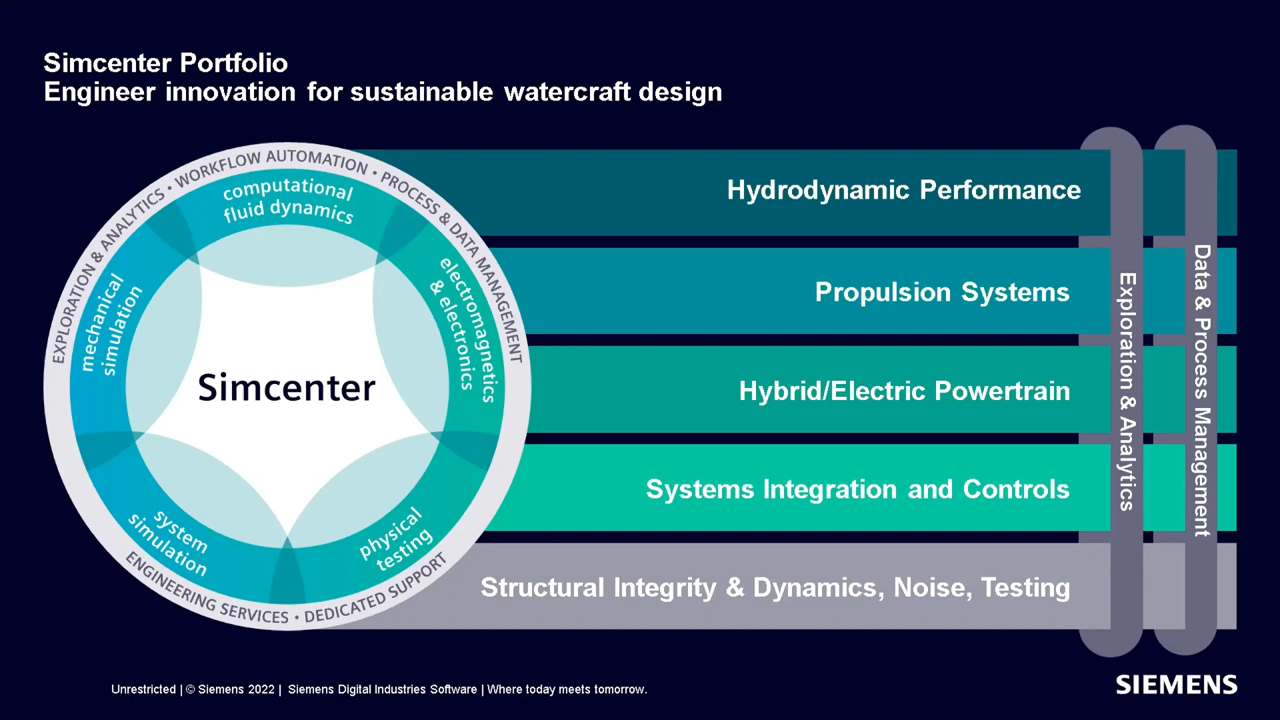 Simcenter Portfolio
Engineer innovation for sustainable watercraft design
EXPLORATION & ANALYTICS • WORKFLOW AUTOMATION • PROCESS & DATA MANAGEMENT
computational
fluid dynamics
electromagnetics
& electronics
mechanical
simulation
Simcenter
system
simulation
physical
testing
ENGINEERING SERVICES • DEDICATED SUPPORT
Hydrodynamic Performance
Propulsion Systems
Hybrid/Electric Powertrain
Systems Integration and Controls
Structural Integrity & Dynamics, Noise, Testing
Exploration & Analytics
Data & Process Management
Unrestricted | © Siemens 2022 | Siemens Digital Industries Software | Where today meets tomorrow.
SIEMENS